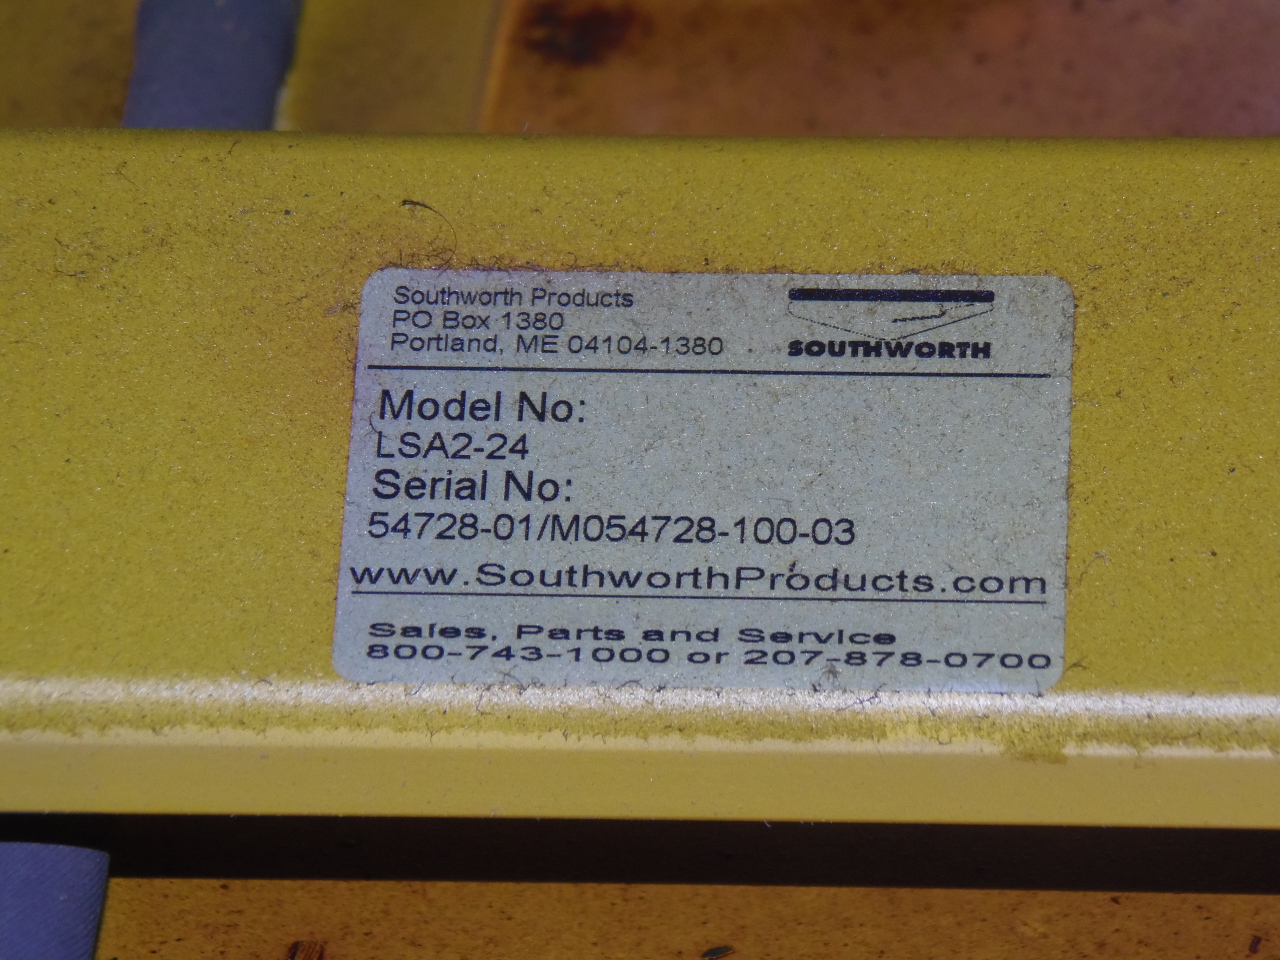 Southworth Products
PO Box 1380
Portland, ME 04104-1380
SOUTHWORTH
Model No:
LSA2-24
Serial No:
54728-01/M054728-100-03
www.SouthworthProducts.com
Sales, Parts and Service
800-743-1000 or 207-878-0700